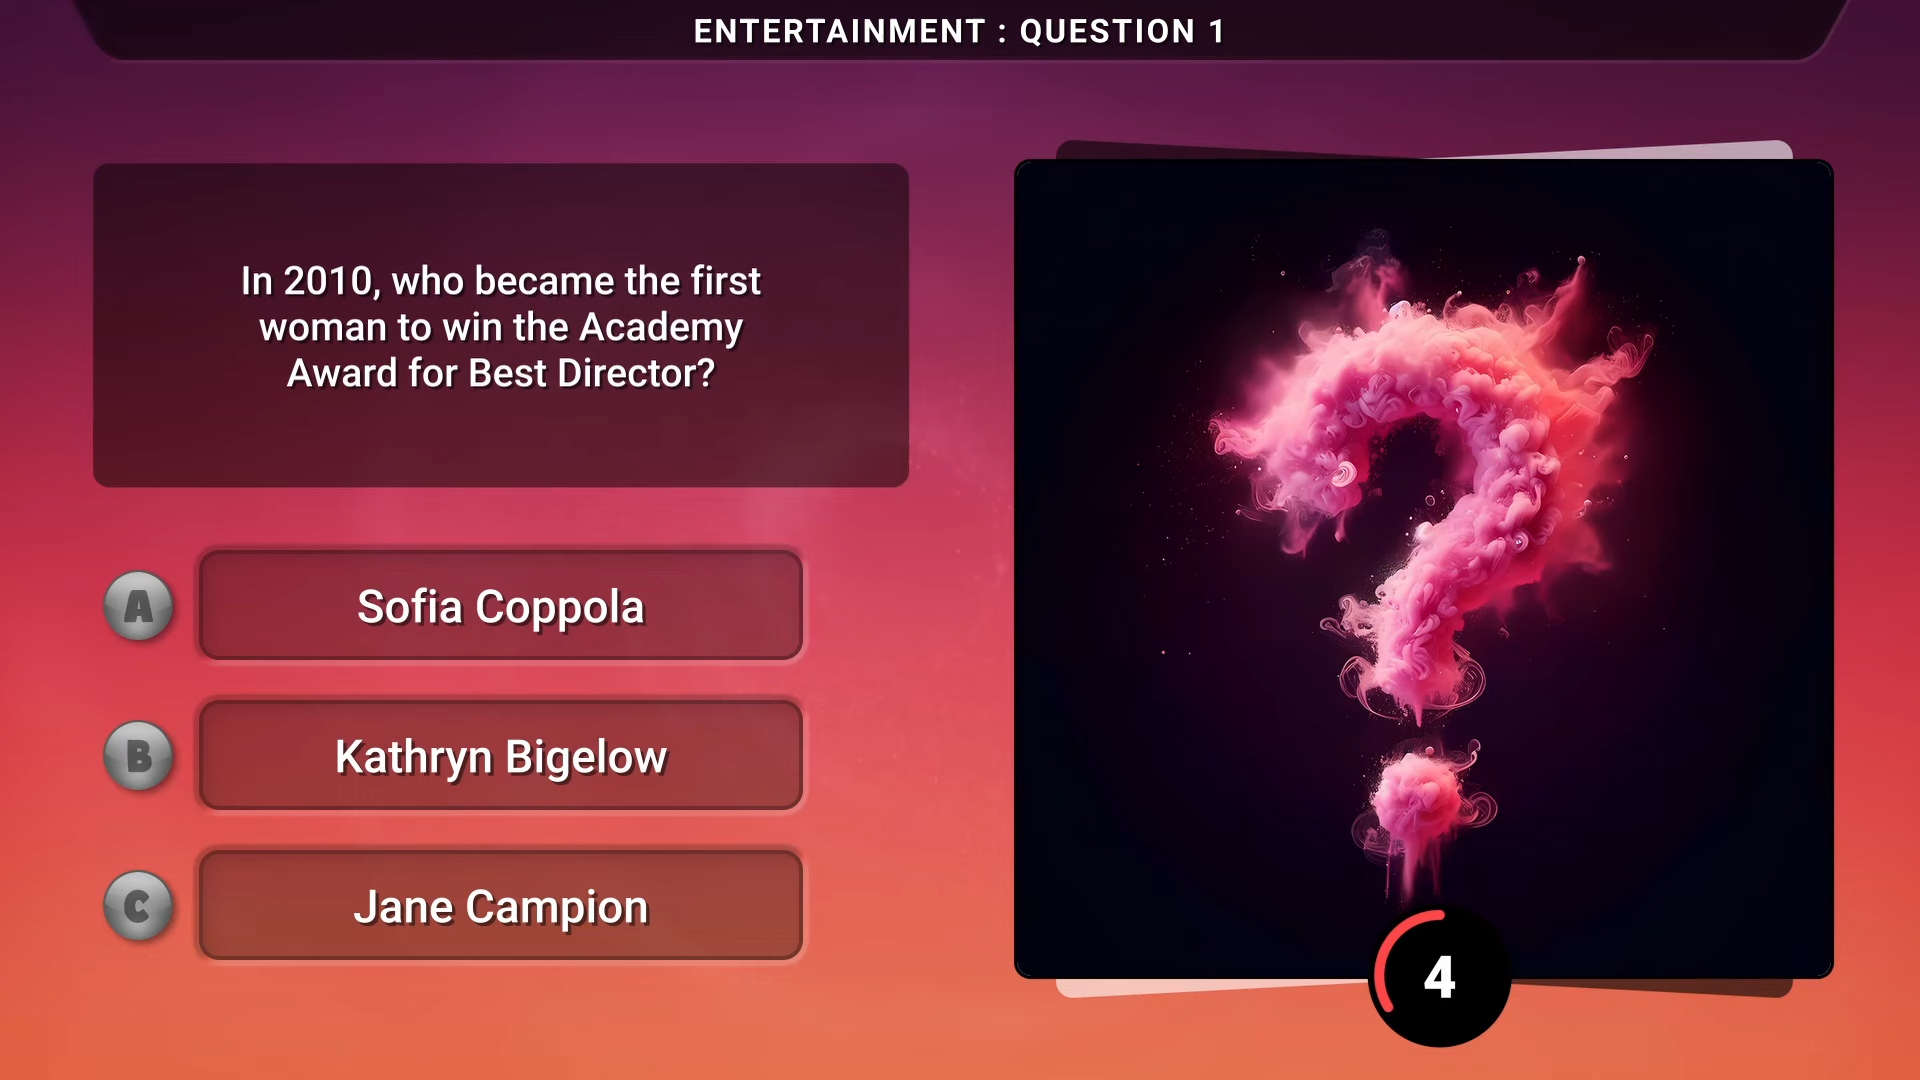 ENTERTAINMENT : QUESTION 1
In 2010, who became the first
woman to win the Academy
Award for Best Director?
A
Sofia Coppola
B
Kathryn Bigelow
C
Jane Campion
4